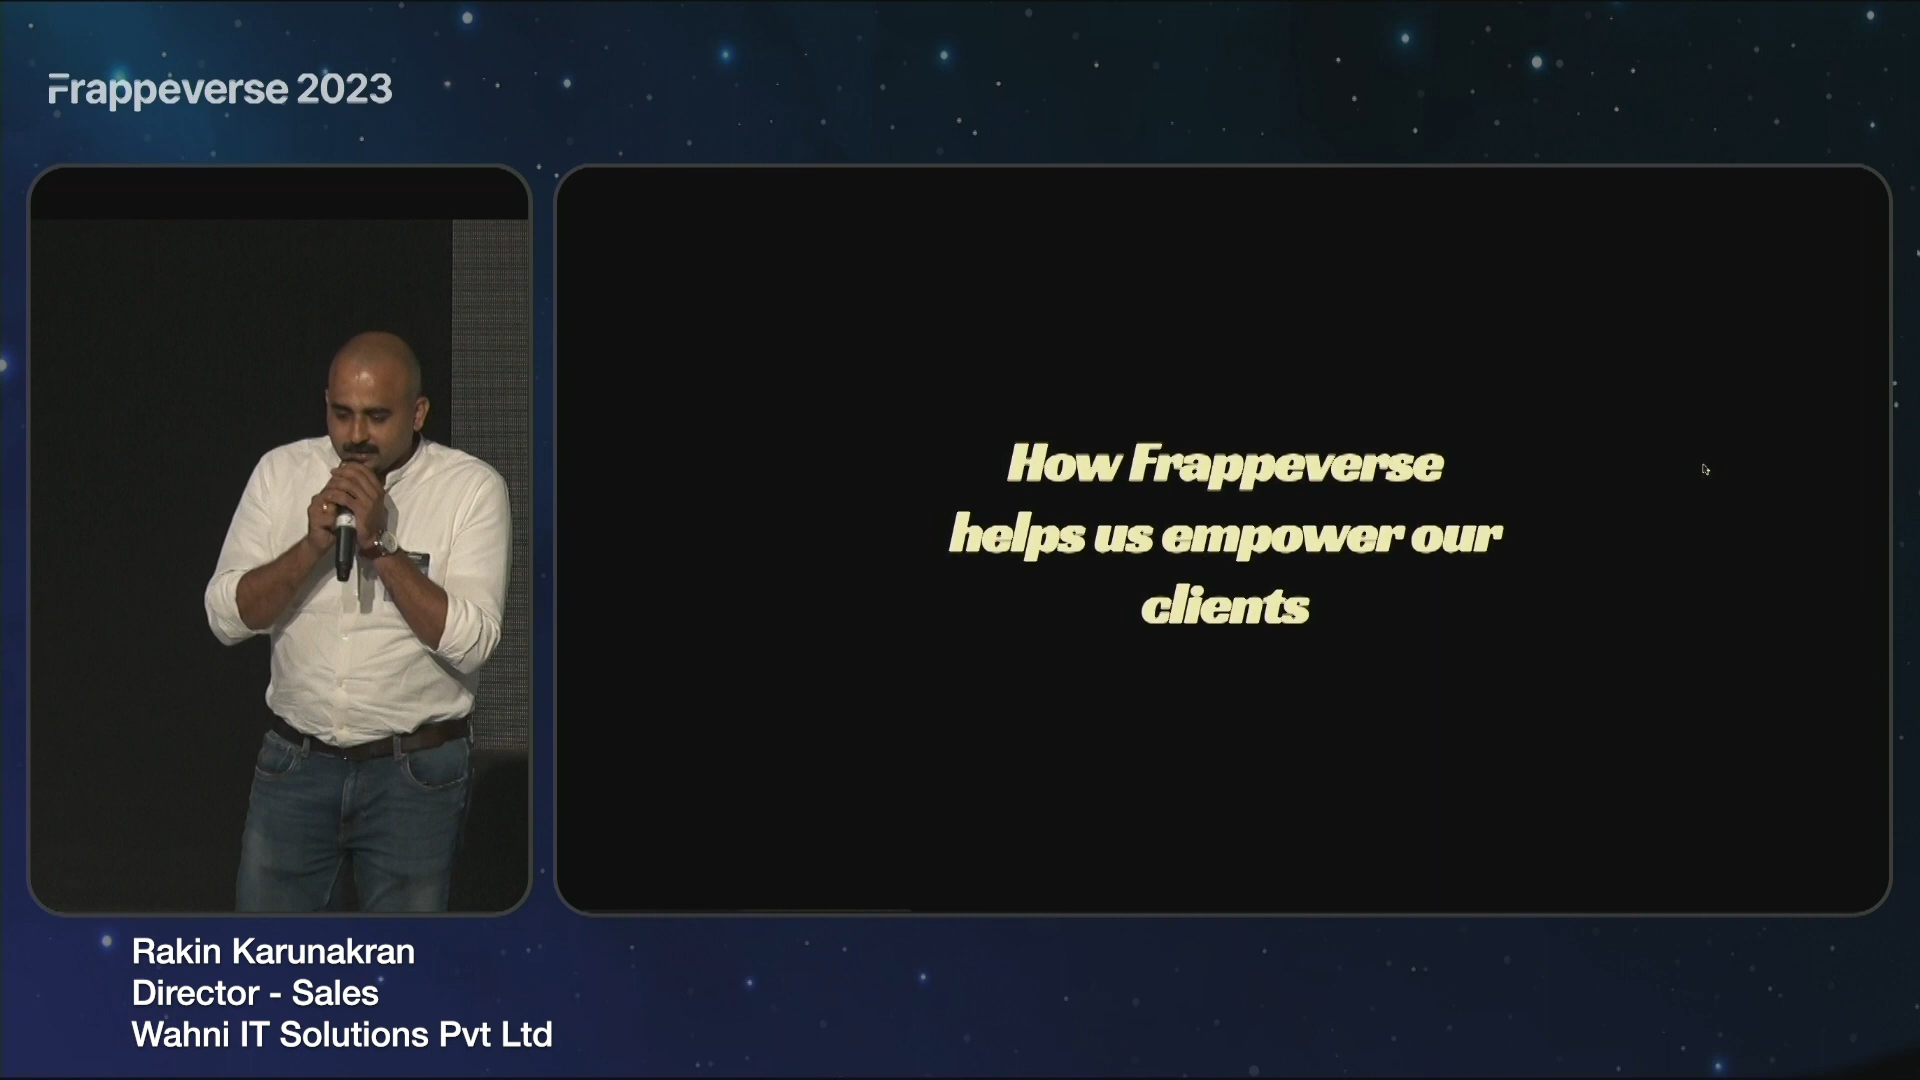 Frappeverse 2023
How Frappeverse
helps us empower our
clients
Rakin Karunakran
Director - Sales
Wahni IT Solutions Pvt Ltd